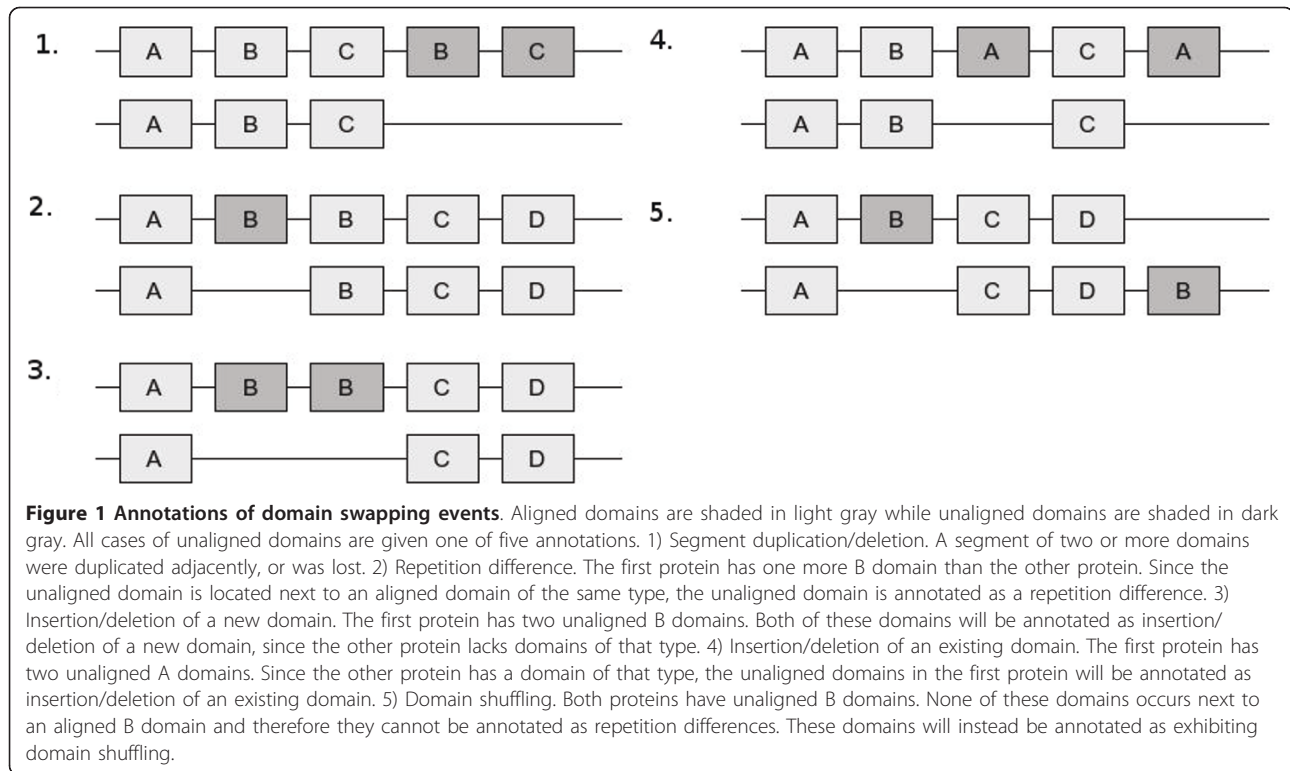 1.
A B C B C
A B C
2.
A B B C D
A B C D
3.
A B B C D
A C D
4.
A B A C A
A B C
5.
A B C D
A C D B
Figure 1 Annotations of domain swapping events. Aligned domains are shaded in light gray while unaligned domains are shaded in dark
gray. All cases of unaligned domains are given one of five annotations. 1) Segment duplication/deletion. A segment of two or more domains
were duplicated adjacently, or was lost. 2) Repetition difference. The first protein has one more B domain than the other protein. Since the
unaligned domain is located next to an aligned domain of the same type, the unaligned domain is annotated as a repetition difference. 3)
Insertion/deletion of a new domain. The first protein has two unaligned B domains. Both of these domains will be annotated as insertion/
deletion of a new domain, since the other protein lacks domains of that type. 4) Insertion/deletion of an existing domain. The first protein has
two unaligned A domains. Since the other protein has a domain of that type, the unaligned domains in the first protein will be annotated as
insertion/deletion of an existing domain. 5) Domain shuffling. Both proteins have unaligned B domains. None of these domains occurs next to
an aligned B domain and therefore they cannot be annotated as repetition differences. These domains will instead be annotated as exhibiting
domain shuffling.